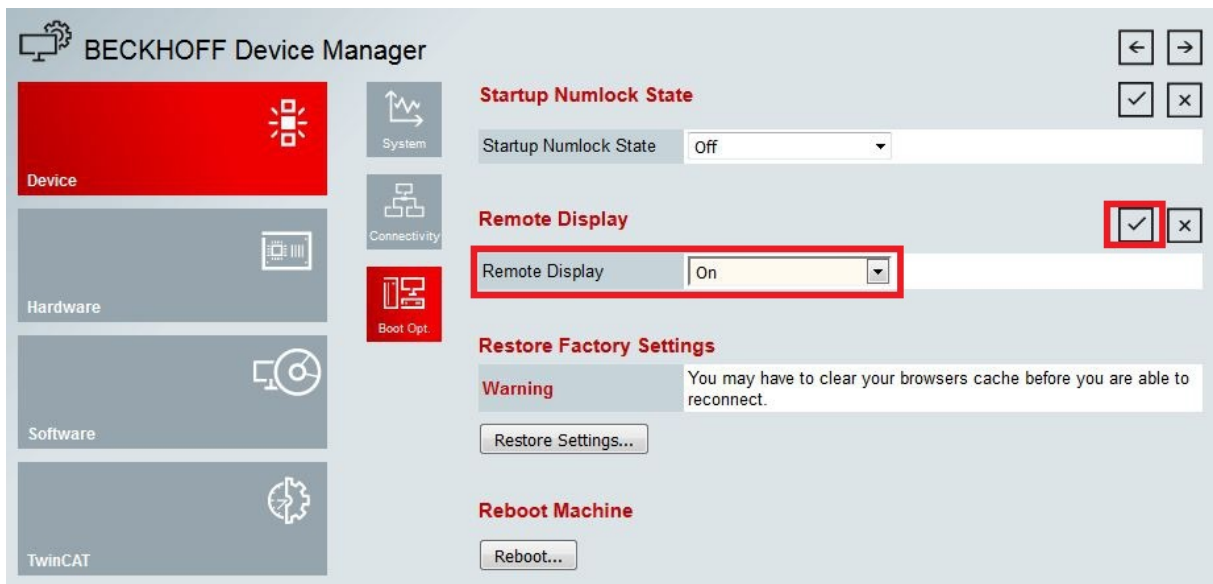 BECKHOFF Device Manager
Device
Hardware
Software
TwinCAT
System
Connectivity
Boot Opt.
Startup Numlock State
Startup Numlock State Off
Remote Display
Remote Display On
Restore Factory Settings
Warning You may have to clear your browsers cache before you are able to
reconnect.
Restore Settings...
Reboot Machine
Reboot...